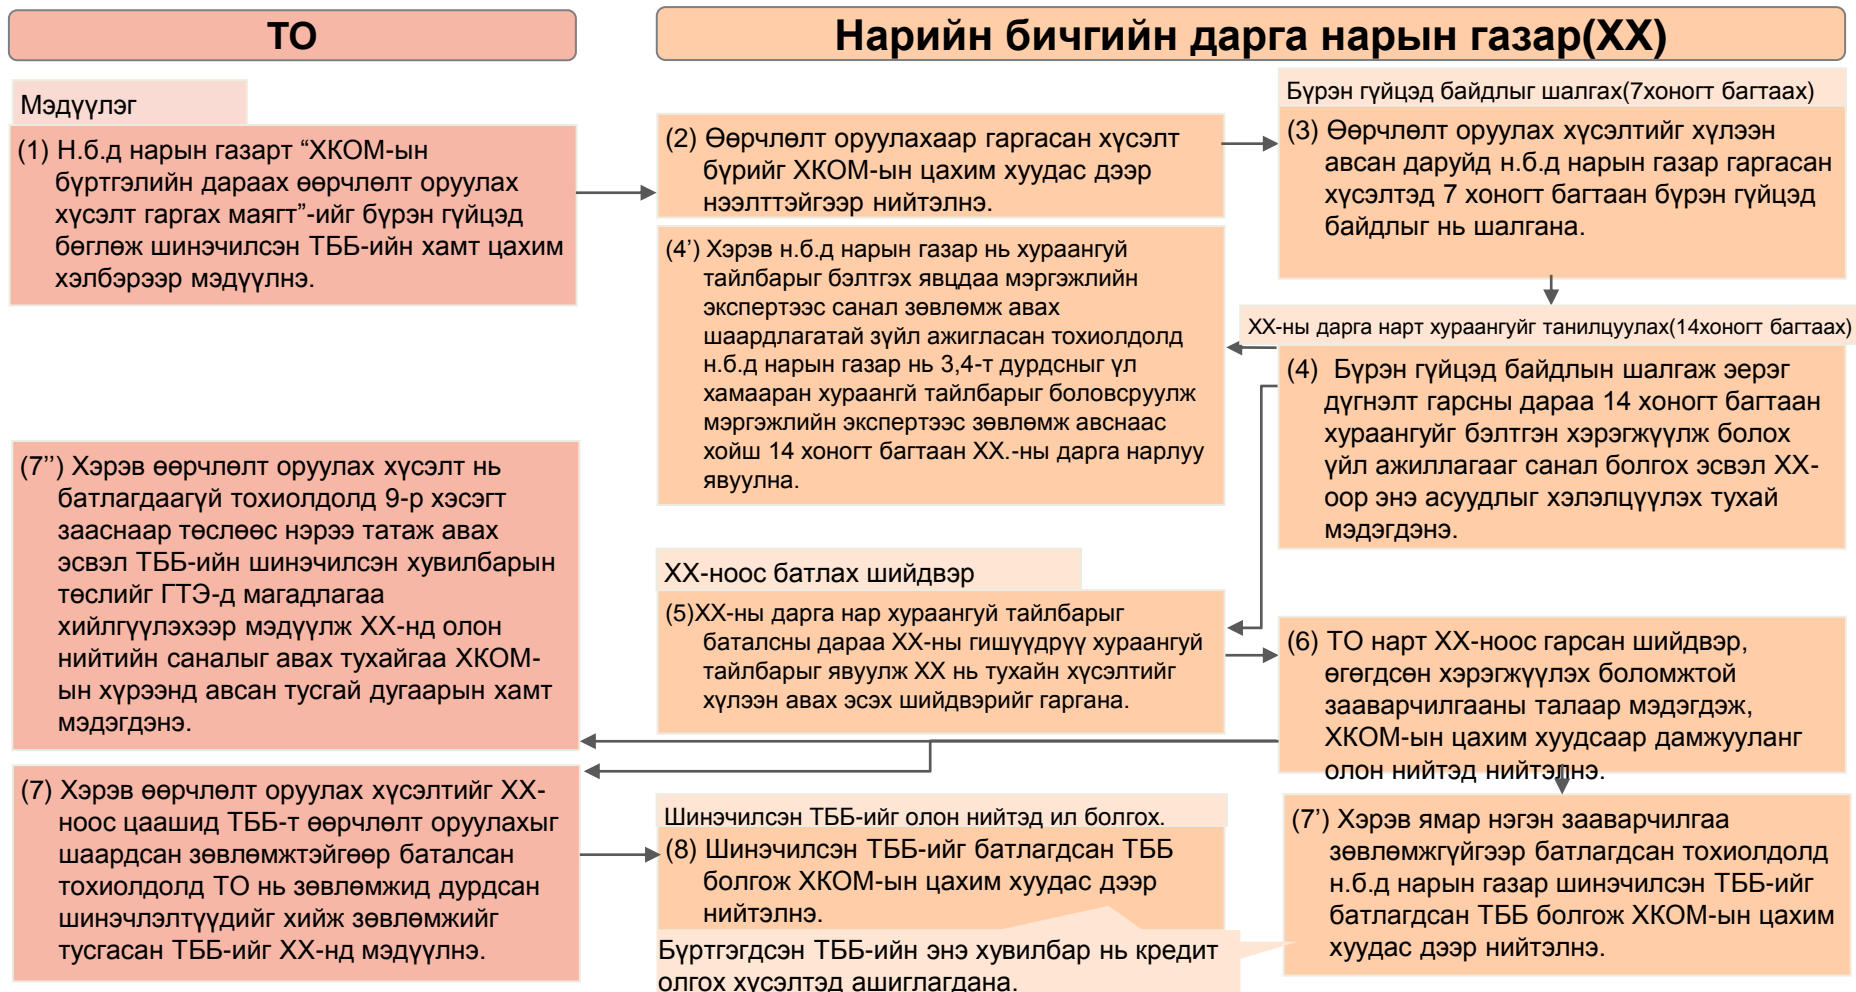 ТО
Нарийн бичгийн дарга нарын газар(ХХ)
Мэдүүлэг
(1) Н.б.д нарын газарт “ХКОМ-ын
бүртгэлийн дараах өөрчлөлт оруулах
хүсэлт гаргах маягт”-ийг бүрэн гүйцэд
бөглөж шинэчилсэн ТББ-ийн хамт цахим
хэлбэрээр мэдүүлнэ.
(2) Өөрчлөлт оруулахаар гаргасан хүсэлт
бүрийг ХКОМ-ын цахим хуудас дээр
нээлттэйгээр нийтэлнэ.
Бүрэн гүйцэд байдлыг шалгах(7хоногт багтаах)
(3) Өөрчлөлт оруулах хүсэлтийг хүлээн
авсан даруйд н.б.д нарын газар гаргасан
хүсэлтэд 7 хоногт багтаан бүрэн гүйцэд
байдлыг нь шалгана.
(4’) Хэрэв н.б.д нарын газар нь хураангуй
тайлбарыг бэлтгэх явцдаа мэргэжлийн
экспертээс санал зөвлөмж авах
шаардлагатай зүйл ажигласан тохиолдолд
н.б.д нарын газар нь 3,4-т дурдсныг үл
хамааран хураангй тайлбарыг боловсруулж
мэргэжлийн экспертээс зөвлөмж авснаас
хойш 14 хоногт багтаан ХХ.-ны дарга нарлуу
явуулна.
ХХ-ны дарга нарт хураангуйг танилцуулах(14хоногт багтаах)
(4) Бүрэн гүйцэд байдлын шалгаж эерэг
дүгнэлт гарсны дараа 14 хоногт багтаан
хураангуйг бэлтгэн хэрэгжүүлж болох
үйл ажиллагааг санал болгох эсвэл ХХ-
оор энэ асуудлыг хэлэлцүүлэх тухай
мэдэгдэнэ.
(7’’) Хэрэв өөрчлөлт оруулах хүсэлт нь
батлагдаагүй тохиолдолд 9-р хэсэгт
зааснаар төслөөс нэрээ татаж авах
эсвэл ТББ-ийн шинэчилсэн хувилбарын
төслийг ГТЭ-д магадлагаа
хийлгүүлэхээр мэдүүлж ХХ-нд олон
нийтийн саналыг авах тухайгаа ХКОМ-
ын хүрээнд авсан тусгай дугаарын хамт
мэдэгдэнэ.
ХХ-ноос батлах шийдвэр
(5)ХХ-ны дарга нар хураангуй тайлбарыг
баталсны дараа ХХ-ны гишүүдрүү хураангуй
тайлбарыг явуулж ХХ нь тухайн хүсэлтийг
хүлээн авах эсэх шийдвэрийг гаргана.
(6) ТО нарт ХХ-ноос гарсан шийдвэр,
өгөгдсөн хэрэгжүүлэх боломжтой
зааварчилгааны талаар мэдэгдэж,
ХКОМ-ын цахим хуудсаар дамжууланг
олон нийтэд нийтэлнэ.
(7) Хэрэв өөрчлөлт оруулах хүсэлтийг ХХ-
ноос цаашид ТББ-т өөрчлөлт оруулахыг
шаардсан зөвлөмжтэйгөөр баталсан
тохиолдолд ТО нь зөвлөмжид дурдсан
шинэчлэлтүүдийг хийж зөвлөмжийг
тусгасан ТББ-ийг ХХ-нд мэдүүлнэ.
Шинэчилсэн ТББ-ийг олон нийтэд ил болгох.
(8) Шинэчилсэн ТББ-ийг батлагдсан ТББ
болгож ХКОМ-ын цахим хуудас дээр
нийтэлнэ.
Бүртгэгдсэн ТББ-ийн энэ хувилбар нь кредит
олгох хүсэлтэд ашиглагдана.
(7’) Хэрэв ямар нэгэн зааварчилгаа
зөвлөмжгүйгээр батлагдсан тохиолдолд
н.б.д нарын газар шинэчилсэн ТББ-ийг
батлагдсан ТББ болгож ХКОМ-ын цахим
хуудас дээр нийтэлнэ.